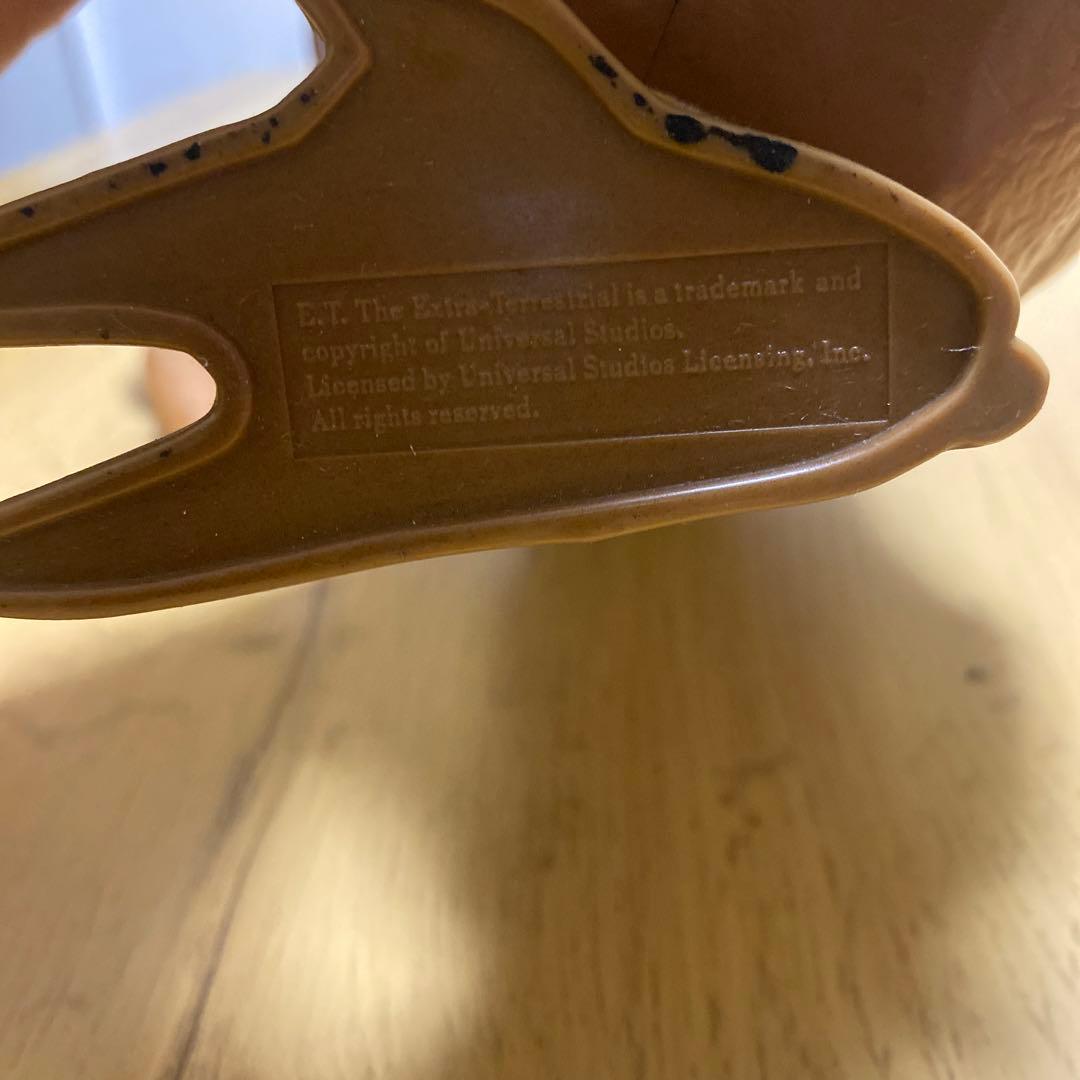 E.T. The Extra-Terrestrial is a trademark and
copyright of Universal Studios.
Licensed by Universal Studios Licensing, Inc.
All rights reserved.